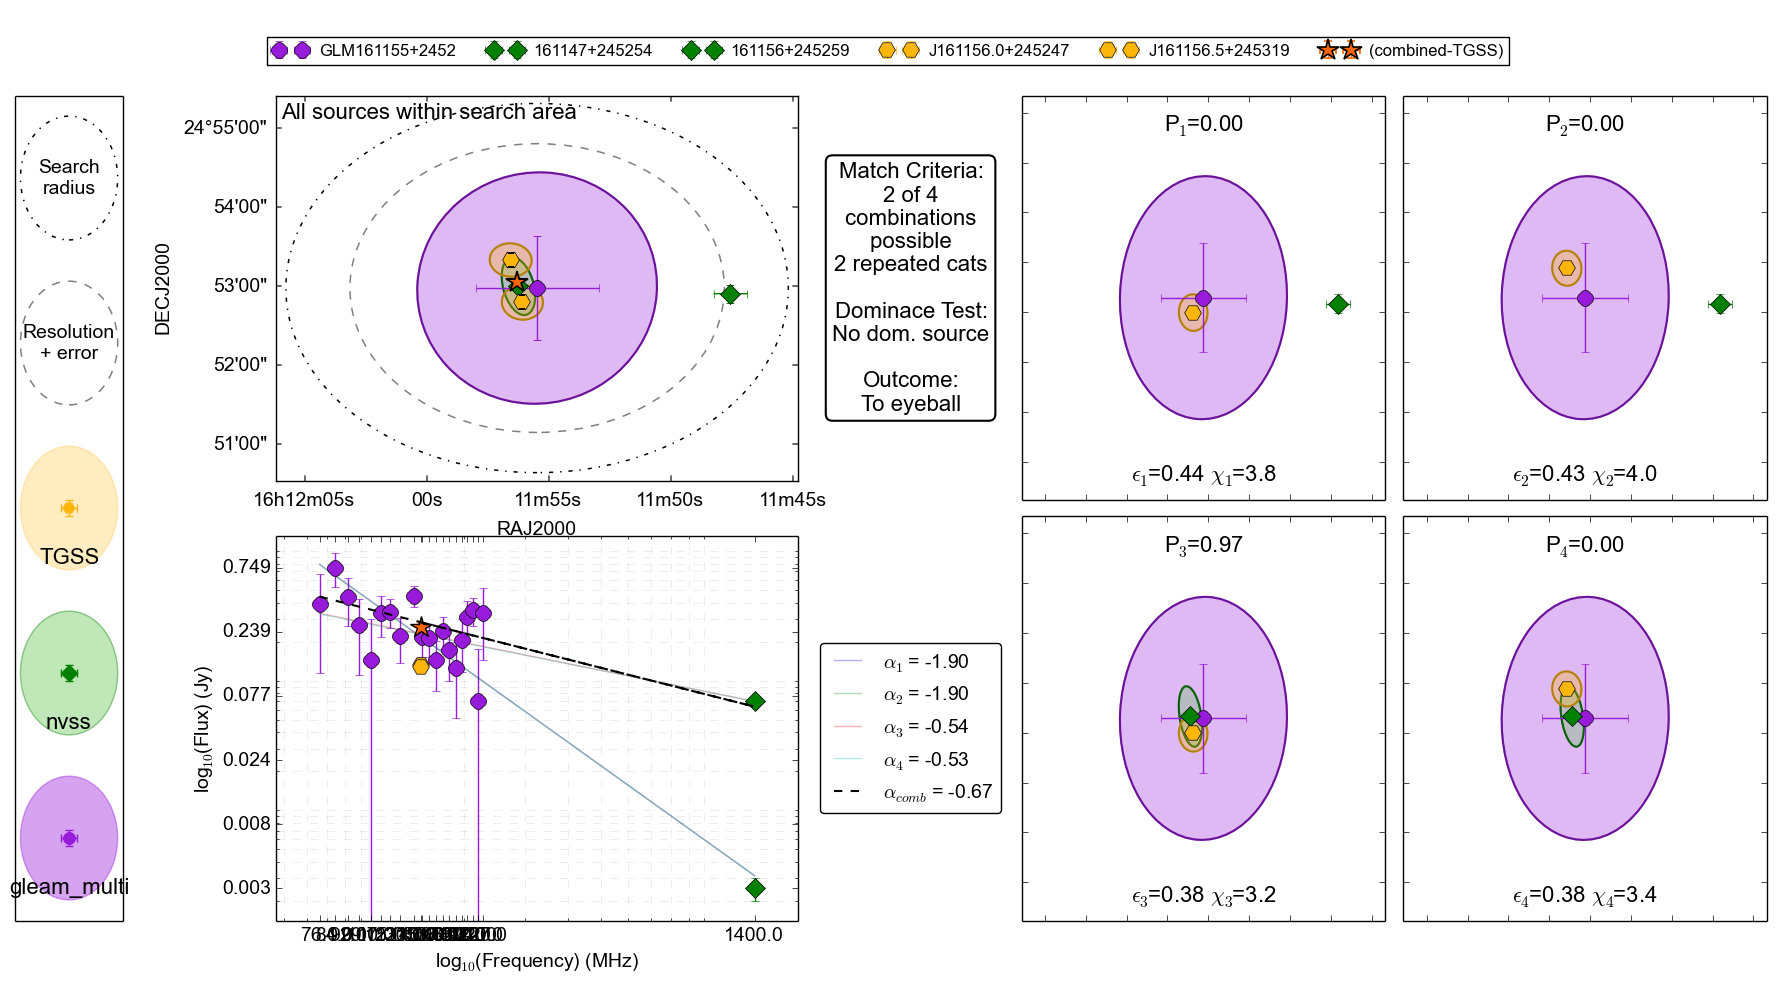 GLM161155+2452 161147+245254 161156+245259 J161156.0+245247 J161156.5+245319 (combined-TGSS)
Search
radius
Resolution
+ error
TGSS
nvss
gleam_multi
All sources within search area
DECJ2000
24°55'00"
54'00"
53'00"
52'00"
51'00"
16h12m05s 00s 11m55s 11m50s 11m45s
RAJ2000
Match Criteria:
2 of 4
combinations
possible
2 repeated cats
Dominace Test:
No dom. source
Outcome:
To eyeball
P1=0.00
ϵ1=0.44 χ1=3.8
P2=0.00
ϵ2=0.43 χ2=4.0
log10(Flux) (Jy)
0.749
0.239
0.077
0.024
0.008
0.003
1400.0
log10(Frequency) (MHz)
α1 = -1.90
α2 = -1.90
α3 = -0.54
α4 = -0.53
αcomb = -0.67
P3=0.97
ϵ3=0.38 χ3=3.2
P4=0.00
ϵ4=0.38 χ4=3.4